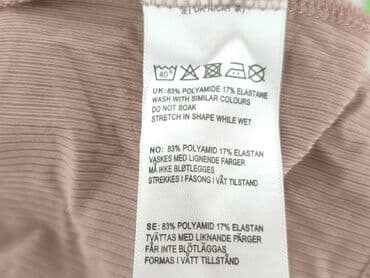 40°
UK: 83% POLYAMIDE 17% ELASTANE
WASH WITH SIMILAR COLOURS
DO NOT SOAK
STRETCH IN SHAPE WHILE WET
NO: 83% POLYAMID 17% ELASTAN
VASKES MED LIGNENDE FARGER
MÅ IKKE BLØTLEGGES
STREKKES I FASONG I VÅT TILSTAND
SE: 83% POLYAMID 17% ELASTAN
TVÄTTAS MED LIKNANDE PÄRGER
FÅR INTE BLÖTLÄGGAS
FORMAS I VÅTT TILLSTÅND